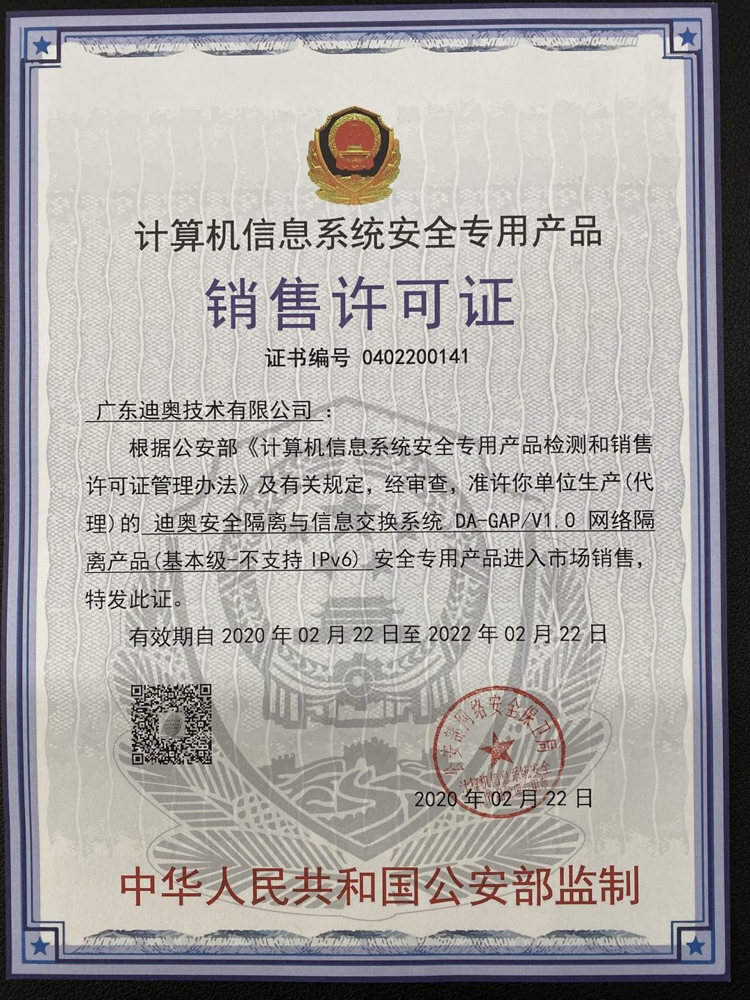 计算机信息系统安全专用产品
销售许可证
证书编号 0402200141
广东迪奥技术有限公司：
根据公安部《计算机信息系统安全专用产品检测和销售
许可证管理办法》及有关规定，经审查，准许你单位生产(代
理)的 迪奥安全隔离与信息交换系统 DA-GAP/V1.0 网络隔
离产品(基本级-不支持 IPv6) 安全专用产品进入市场销售，
特发此证。
有效期自 2020 年 02 月 22 日至 2022 年 02 月 22 日
公安部网络安全保卫局
计算机信息系统安全
2020 年 02 月 22 日
中华人民共和国公安部监制